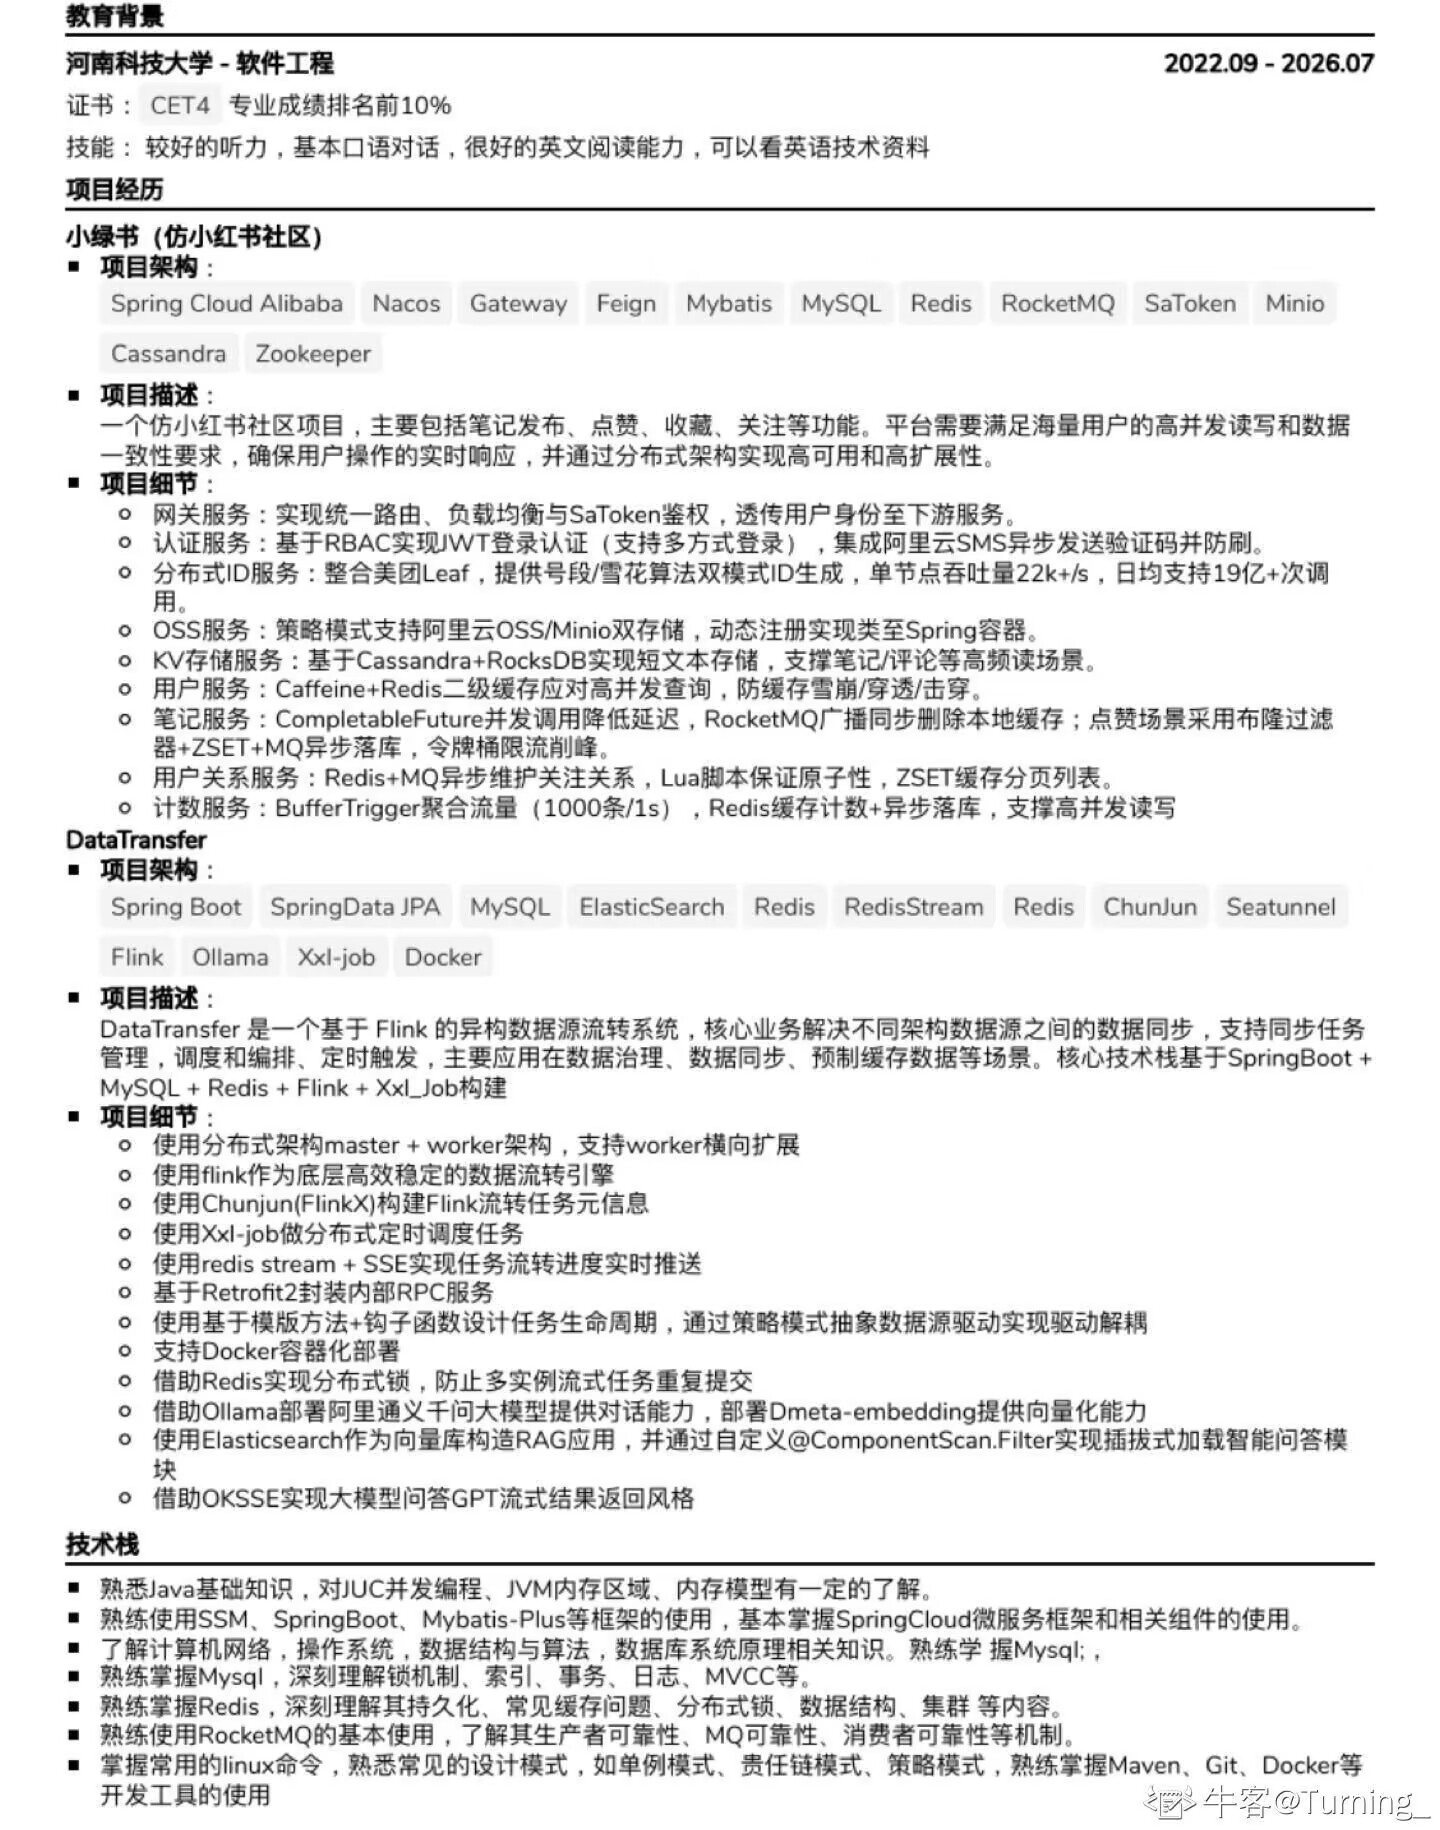 教育背景
河南科技大学 - 软件工程 2022.09 - 2026.07
证书： CET4 专业成绩排名前10%
技能： 较好的听力，基本口语对话，很好的英文阅读能力，可以看英语技术资料
项目经历
小绿书（仿小红书社区）
■ 项目架构：
Spring Cloud Alibaba Nacos Gateway Feign Mybatis MySQL Redis RocketMQ SaToken Minio
Cassandra Zookeeper
■ 项目描述：
一个仿小红书社区项目，主要包括笔记发布、点赞、收藏、关注等功能。平台需要满足海量用户的高并发读写和数据
一致性要求，确保用户操作的实时响应，并通过分布式架构实现高可用和高扩展性。
■ 项目细节：
○ 网关服务：实现统一路由、负载均衡与SaToken鉴权，透传用户身份至下游服务。
○ 认证服务：基于RBAC实现JWT登录认证（支持多方式登录），集成阿里云SMS异步发送验证码并防刷。
○ 分布式ID服务：整合美团Leaf，提供号段/雪花算法双模式ID生成，单节点吞吐量22k+/s，日均支持19亿+次调
用。
○ OSS服务：策略模式支持阿里云OSS/Minio双存储，动态注册实现类至Spring容器。
○ KV存储服务：基于Cassandra+RocksDB实现短文本存储，支撑笔记/评论等高频读场景。
○ 用户服务：Caffeine+Redis二级缓存应对高并发查询，防缓存雪崩/穿透/击穿。
○ 笔记服务：CompletableFuture并发调用降低延迟，RocketMQ广播同步删除本地缓存；点赞场景采用布隆过滤
器+ZSET+MQ异步落库，令牌桶限流削峰。
○ 用户关系服务：Redis+MQ异步维护关注关系，Lua脚本保证原子性，ZSET缓存分页列表。
○ 计数服务：BufferTrigger聚合流量（1000条/1s），Redis缓存计数+异步落库，支撑高并发读写
DataTransfer
■ 项目架构：
Spring Boot SpringData JPA MySQL ElasticSearch Redis RedisStream Redis ChunJun Seatunnel
Flink Ollama Xxl-job Docker
■ 项目描述：
DataTransfer 是一个基于 Flink 的异构数据源流转系统，核心业务解决不同架构数据源之间的数据同步，支持同步任务
管理，调度和编排、定时触发，主要应用在数据治理、数据同步、预制缓存数据等场景。核心技术栈基于SpringBoot +
MySQL + Redis + Flink + Xxl_Job构建
■ 项目细节：
○ 使用分布式架构master + worker架构，支持worker横向扩展
○ 使用flink作为底层高效稳定的数据流转引擎
○ 使用Chunjun(FlinkX)构建Flink流转任务元信息
○ 使用Xxl-job做分布式定时调度任务
○ 使用redis stream + SSE实现任务流转进度实时推送
○ 基于Retrofit2封装内部RPC服务
○ 使用基于模版方法+钩子函数设计任务生命周期，通过策略模式抽象数据源驱动实现驱动解耦
○ 支持Docker容器化部署
○ 借助Redis实现分布式锁，防止多实例流式任务重复提交
○ 借助Ollama部署阿里通义千问大模型提供对话能力，部署Dmeta-embedding提供向量化能力
○ 使用Elasticsearch作为向量库构造RAG应用，并通过自定义@ComponentScan.Filter实现插拔式加载智能问答模
块
○ 借助OKSSE实现大模型问答GPT流式结果返回风格
技术栈
■ 熟悉Java基础知识，对JUC并发编程、JVM内存区域、内存模型有一定的了解。
■ 熟练使用SSM、SpringBoot、Mybatis-Plus等框架的使用，基本掌握SpringCloud微服务框架和相关组件的使用。
■ 了解计算机网络，操作系统，数据结构与算法，数据库系统原理相关知识。熟练学 握Mysql;，
■ 熟练掌握Mysql，深刻理解锁机制、索引、事务、日志、MVCC等。
■ 熟练掌握Redis，深刻理解其持久化、常见缓存问题、分布式锁、数据结构、集群 等内容。
■ 熟练使用RocketMQ的基本使用，了解其生产者可靠性、MQ可靠性、消费者可靠性等机制。
■ 掌握常用的linux命令，熟悉常见的设计模式，如单例模式、责任链模式、策略模式，熟练掌握Maven、Git、Docker等
开发工具的使用
牛客@Turning_